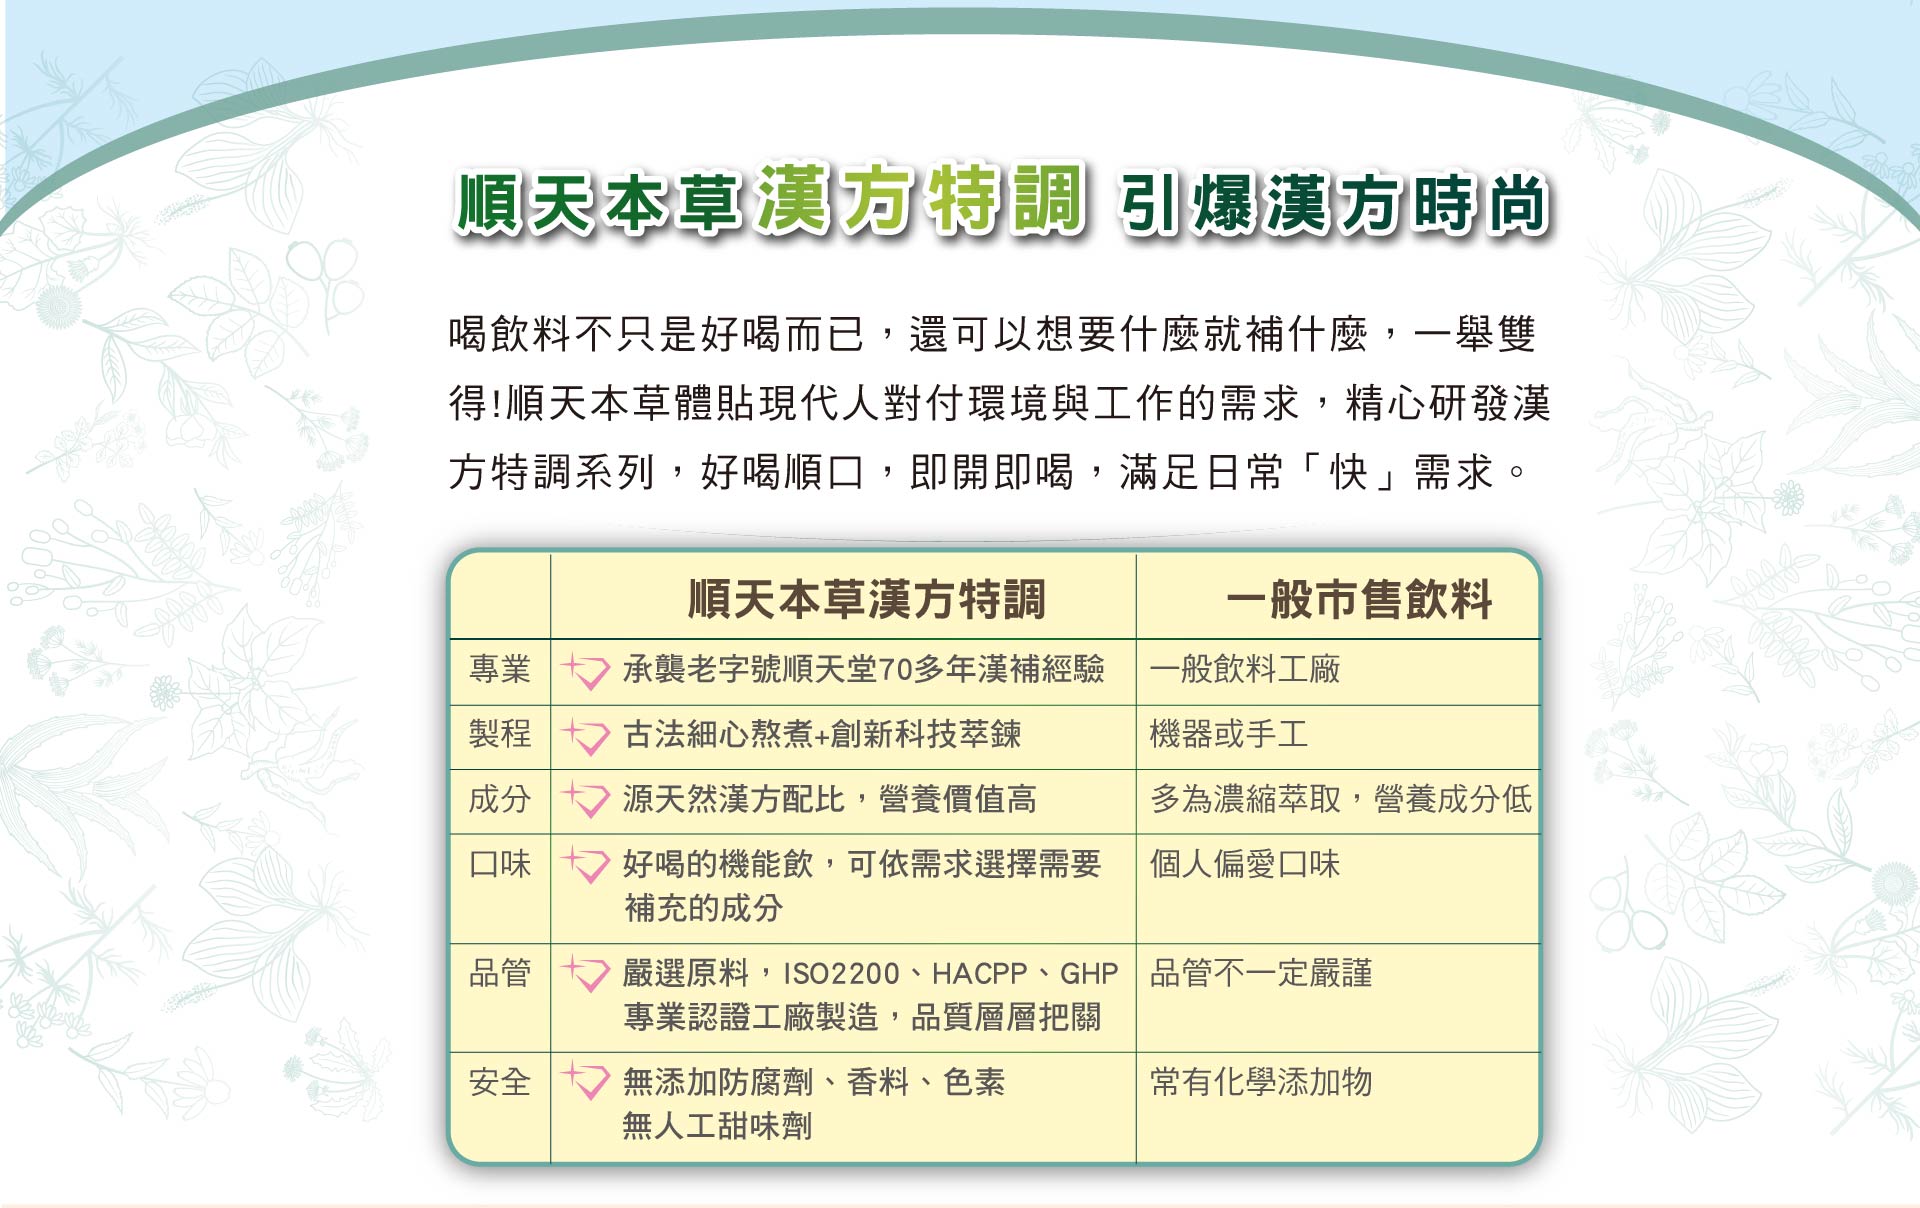 順天本草漢方特調 引爆漢方時尚
喝飲料不只是好喝而已，還可以想要什麼就補什麼，一舉雙
得!順天本草體貼現代人對付環境與工作的需求，精心研發漢
方特調系列，好喝順口，即開即喝，滿足日常「快」需求。
順天本草漢方特調 一般市售飲料
專業 承襲老字號順天堂70多年漢補經驗 一般飲料工廠
製程 古法細心熬煮+創新科技萃鍊 機器或手工
成分 源天然漢方配比，營養價值高 多為濃縮萃取，營養成分低
口味 好喝的機能飲，可依需求選擇需要 個人偏愛口味
補充的成分
品管 嚴選原料，ISO2200、HACPP、GHP 品管不一定嚴謹
專業認證工廠製造，品質層層把關
安全 無添加防腐劑、香料、色素 常有化學添加物
無人工甜味劑